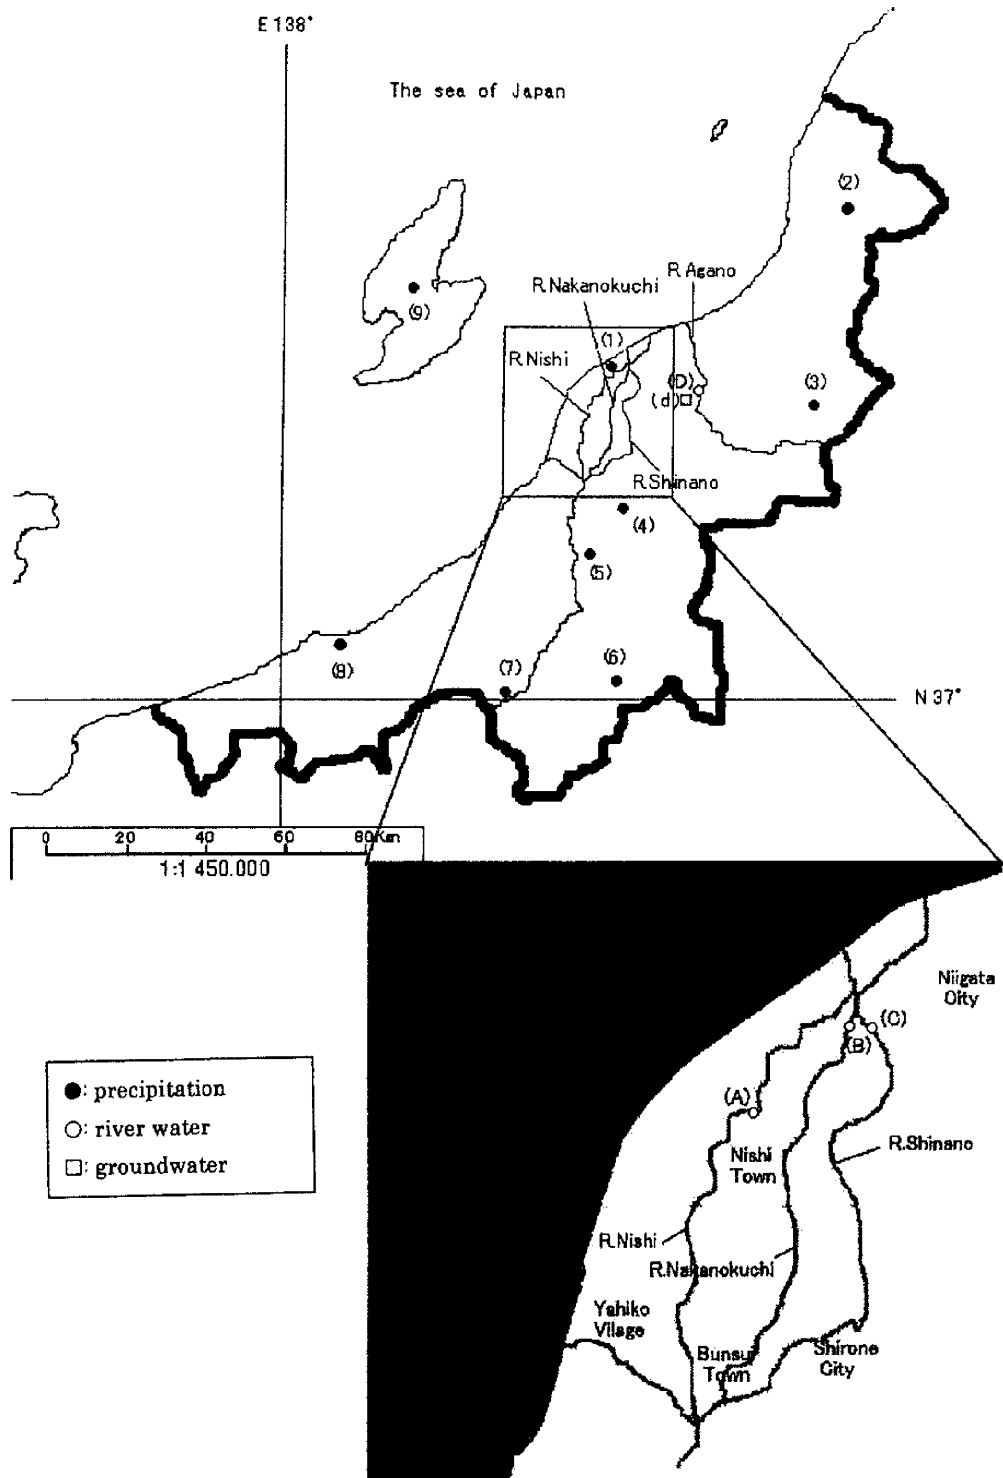 E 138°
The sea of Japan
(2)
R.Agano
R.Nakanokuchi
(9)
(1)
R.Nishi
(D)
(d)
(3)
R.Shinano
(4)
(5)
(6)
(7)
(8)
N 37°
0 20 40 60 80Km
1:1 450.000
Niigata
City
(C)
(B)
(A)
R.Shinano
Nishi
Town
R.Nishi
R.Nakanokuchi
Yahiko
Vilage
Bunsu
Town
Shirone
City
●: precipitation
○: river water
□: groundwater